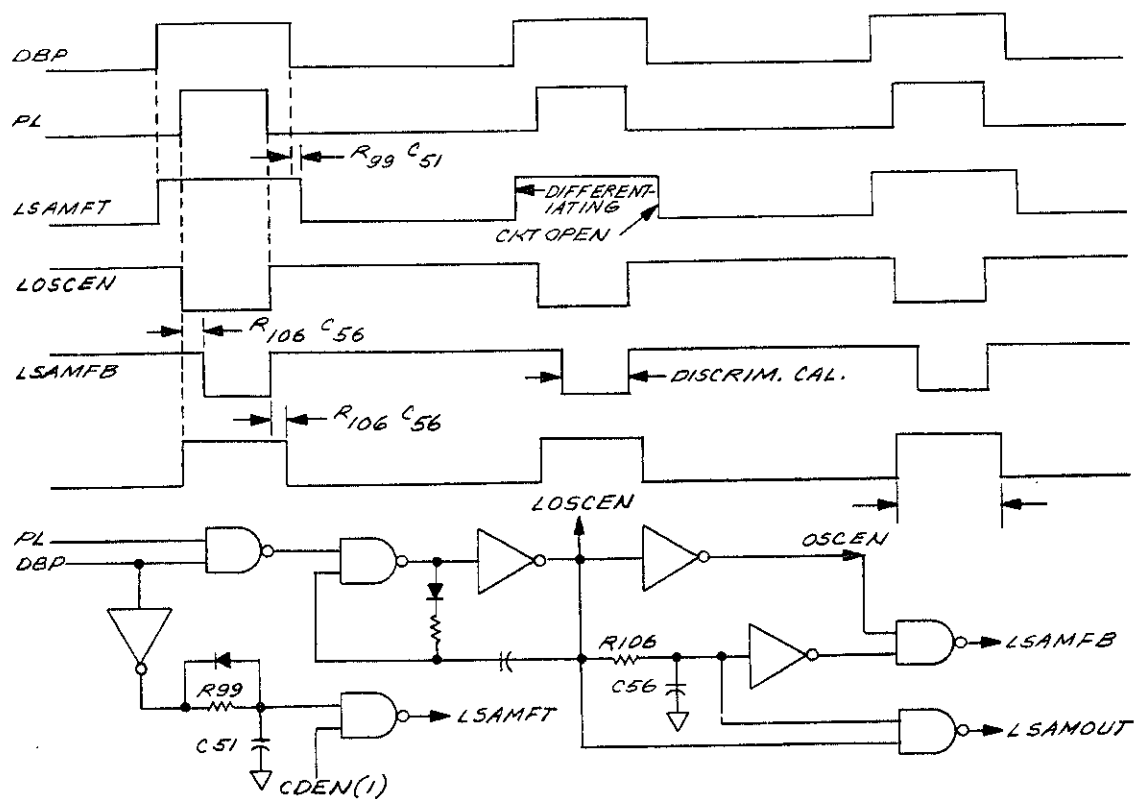 DBP
PL
R99 C51
LSAMFT
DIFFERENT-
IATING
CKT OPEN
LOSCEN
R106 C56
LSAMFB
DISCRIM. CAL.
R106 C56
LOSCEN
PL
DBP
OSCEN
R106
LSAMFB
C56
R99
LSAMFT
C51
LSAMOUT
CDEN(1)